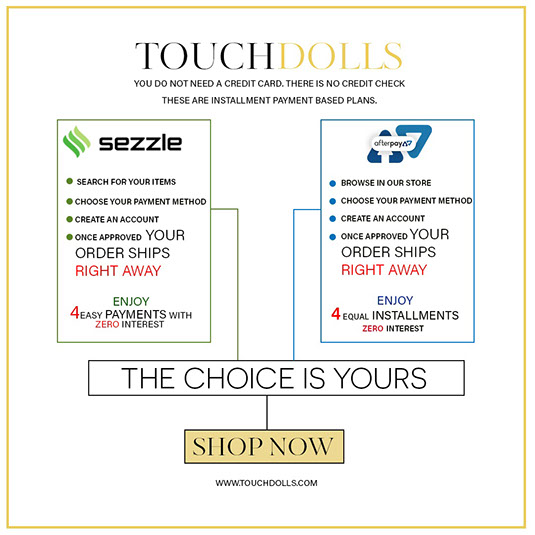 TOUCHDOLLS
YOU DO NOT NEED A CREDIT CARD. THERE IS NO CREDIT CHECK
THESE ARE INSTALLMENT PAYMENT BASED PLANS.
sezzle
SEARCH FOR YOUR ITEMS
CHOOSE YOUR PAYMENT METHOD
CREATE AN ACCOUNT
ONCE APPROVED YOUR
ORDER SHIPS
RIGHT AWAY
ENJOY
4EASY PAYMENTS WITH
ZERO INTEREST
afterpay
BROWSE IN OUR STORE
CHOOSE YOUR PAYMENT METHOD
CREATE AN ACCOUNT
ONCE APPROVED YOUR
ORDER SHIPS
RIGHT AWAY
ENJOY
4 EQUAL INSTALLMENTS
ZERO INTEREST
THE CHOICE IS YOURS
SHOP NOW
WWW.TOUCHDOLLS.COM